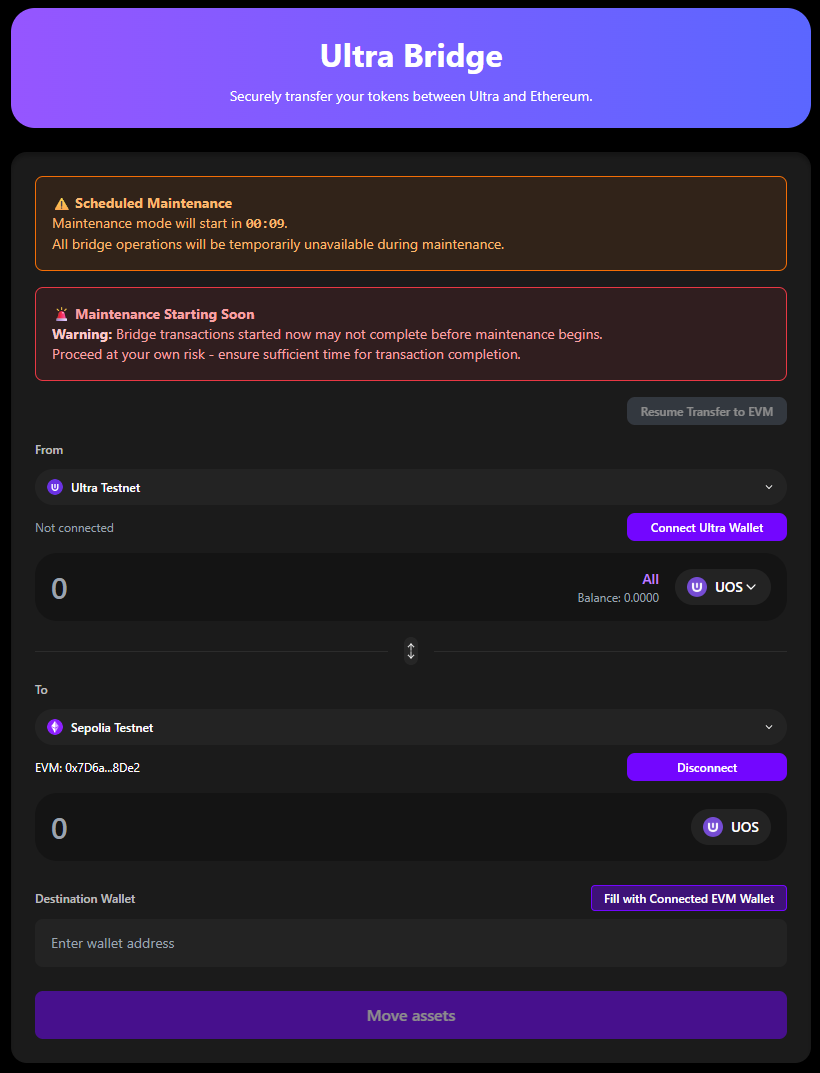 Ultra Bridge
Securely transfer your tokens between Ultra and Ethereum.
⚠️ Scheduled Maintenance
Maintenance mode will start in 00:09.
All bridge operations will be temporarily unavailable during maintenance.
🚨 Maintenance Starting Soon
Warning: Bridge transactions started now may not complete before maintenance begins.
Proceed at your own risk - ensure sufficient time for transaction completion.
Resume Transfer to EVM
From
Ultra Testnet
Not connected
Connect Ultra Wallet
0
All
Balance: 0.0000
UOS
To
Sepolia Testnet
EVM: 0x7D6a...8De2
Disconnect
0
UOS
Destination Wallet
Fill with Connected EVM Wallet
Enter wallet address
Move assets